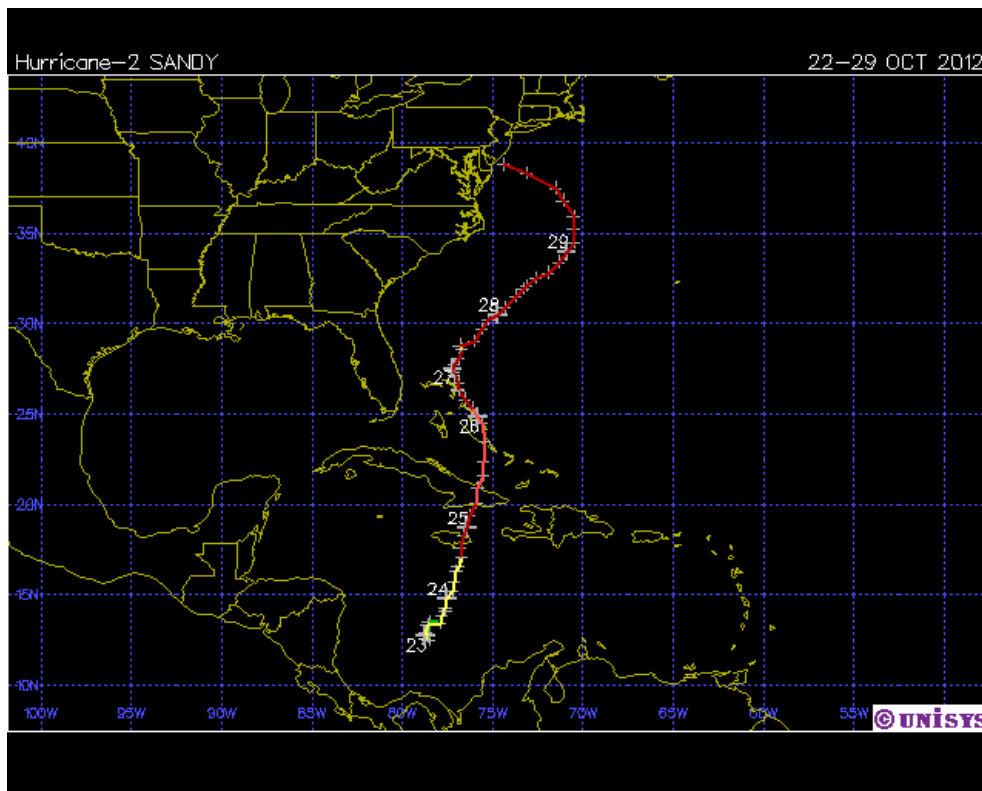 Hurricane-2 SANDY 22-29 OCT 2012
40N
35N
29
30N
28
27
25N
26
20N
25
15N
24
23
10N
100W 95W 90W 85W 80W 75W 70W 65W 60W 55W
© UNISYS